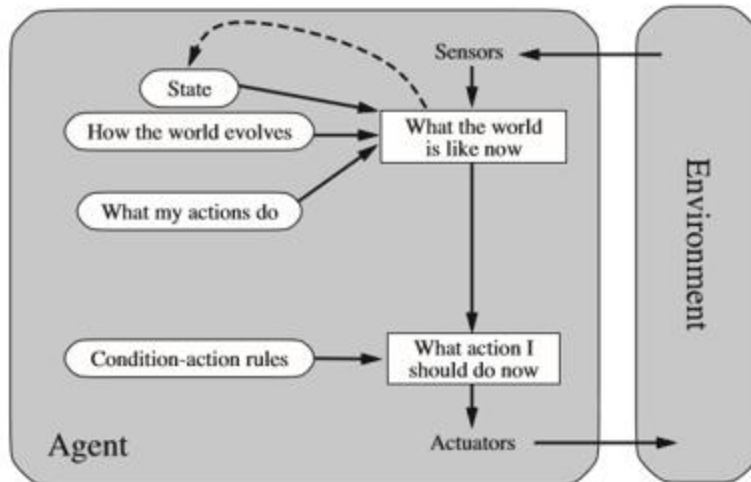 Sensors
State
How the world evolves
What the world
is like now
What my actions do
Condition-action rules
What action I
should do now
Agent
Actuators
Environment